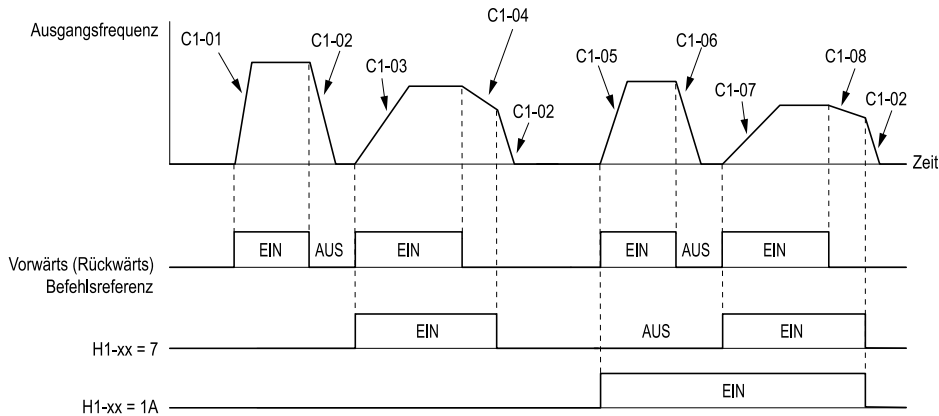 Ausgangsfrequenz
C1-01
C1-02
C1-03
C1-04
C1-02
C1-05
C1-06
C1-07
C1-08
C1-02
Zeit
Vorwärts (Rückwärts)
Befehlsreferenz
EIN
AUS
EIN
EIN
AUS
EIN
H1-xx = 7
EIN
AUS
EIN
H1-xx = 1A
EIN